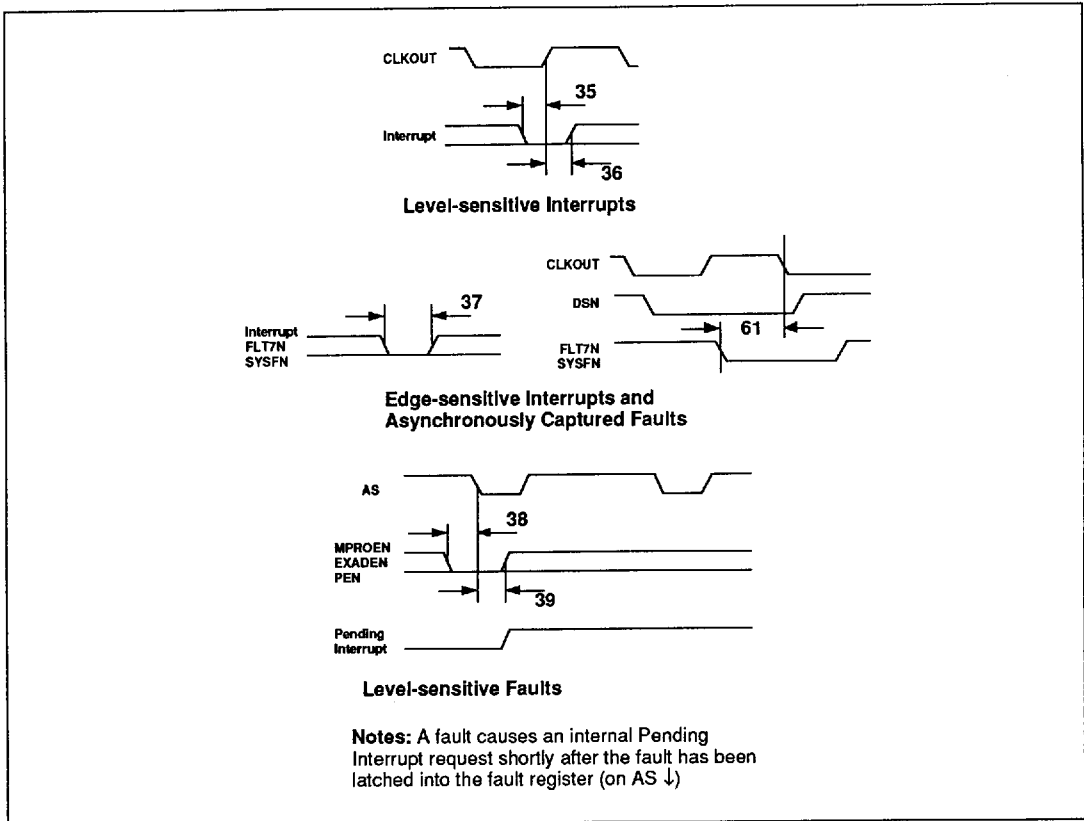 CLKOUT
35
Interrupt
36
Level-sensitive Interrupts
CLKOUT
DSN
37
61
Interrupt
FLT7N
SYSFN
FLT7N
SYSFN
Edge-sensitive Interrupts and
Asynchronously Captured Faults
AS
38
MPROEN
EXADEN
PEN
39
Pending
Interrupt
Level-sensitive Faults
Notes: A fault causes an internal Pending
Interrupt request shortly after the fault has been
latched into the fault register (on AS ↓)